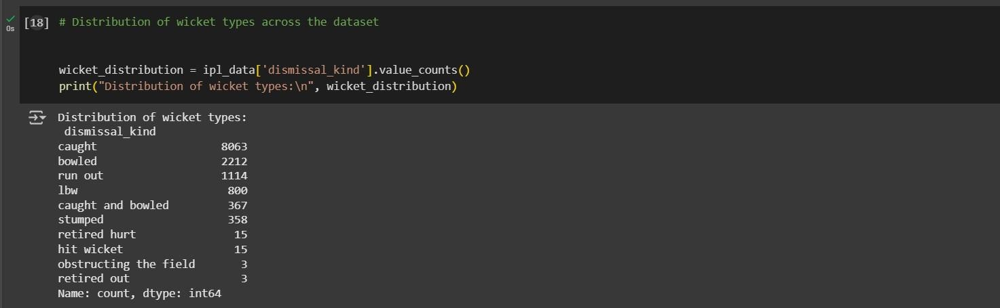 [18] # Distribution of wicket types across the dataset
0s
wicket_distribution = ipl_data['dismissal_kind'].value_counts()
print("Distribution of wicket types:\n", wicket_distribution)
Distribution of wicket types:
dismissal_kind
caught 8063
bowled 2212
run out 1114
lbw 800
caught and bowled 367
stumped 358
retired hurt 15
hit wicket 15
obstructing the field 3
retired out 3
Name: count, dtype: int64